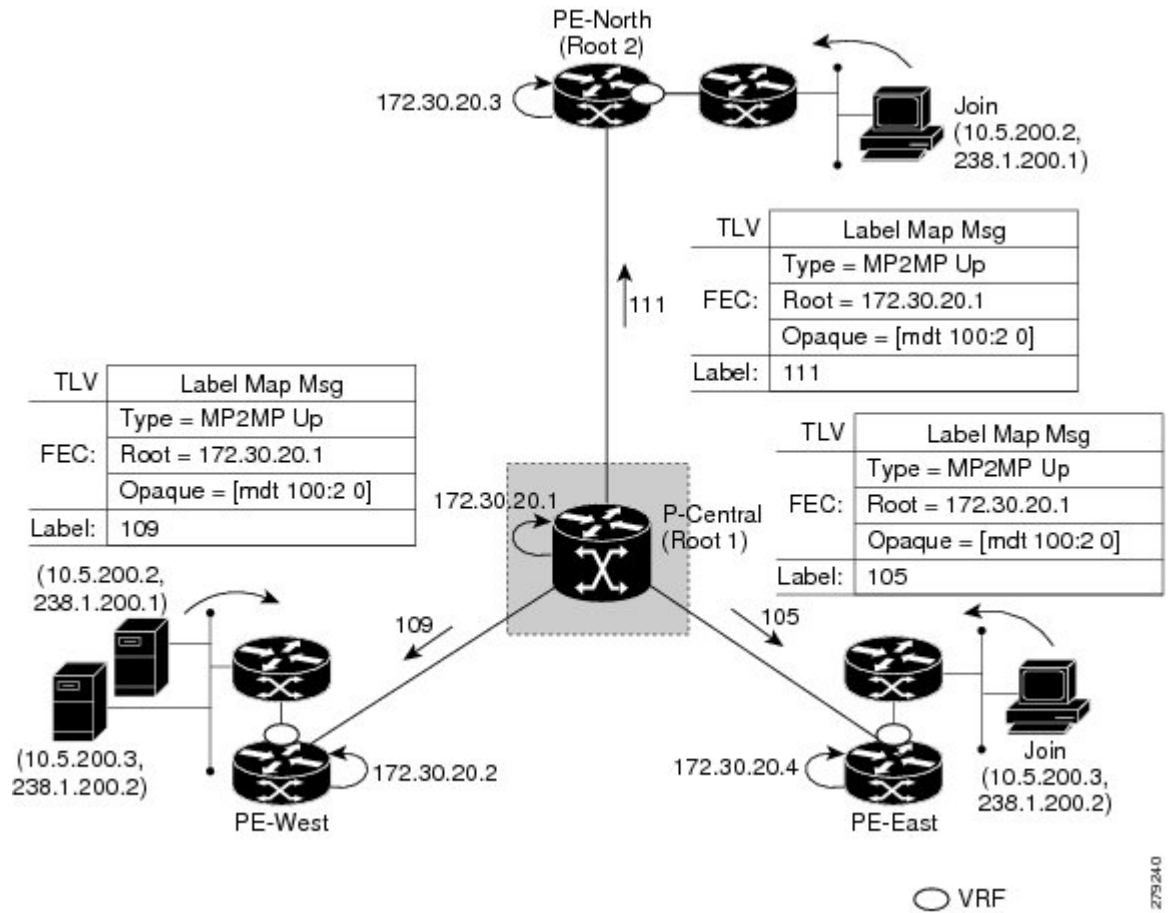 PE-North
(Root 2)
172.30.20.3
Join
(10.5.200.2,
238.1.200.1)
TLV
Label Map Msg
Type = MP2MP Up
FEC:
Root = 172.30.20.1
Opaque = [mdt 100:2 0]
Label:
111
111
TLV
Label Map Msg
Type = MP2MP Up
FEC:
Root = 172.30.20.1
Opaque = [mdt 100:2 0]
Label:
109
TLV
Label Map Msg
Type = MP2MP Up
FEC:
Root = 172.30.20.1
Opaque = [mdt 100:2 0]
Label:
105
172.30.20.1
P-Central
(Root 1)
(10.5.200.2,
238.1.200.1)
109
105
(10.5.200.3,
238.1.200.2)
172.30.20.2
PE-West
172.30.20.4
PE-East
Join
(10.5.200.3,
238.1.200.2)
VRF
279240